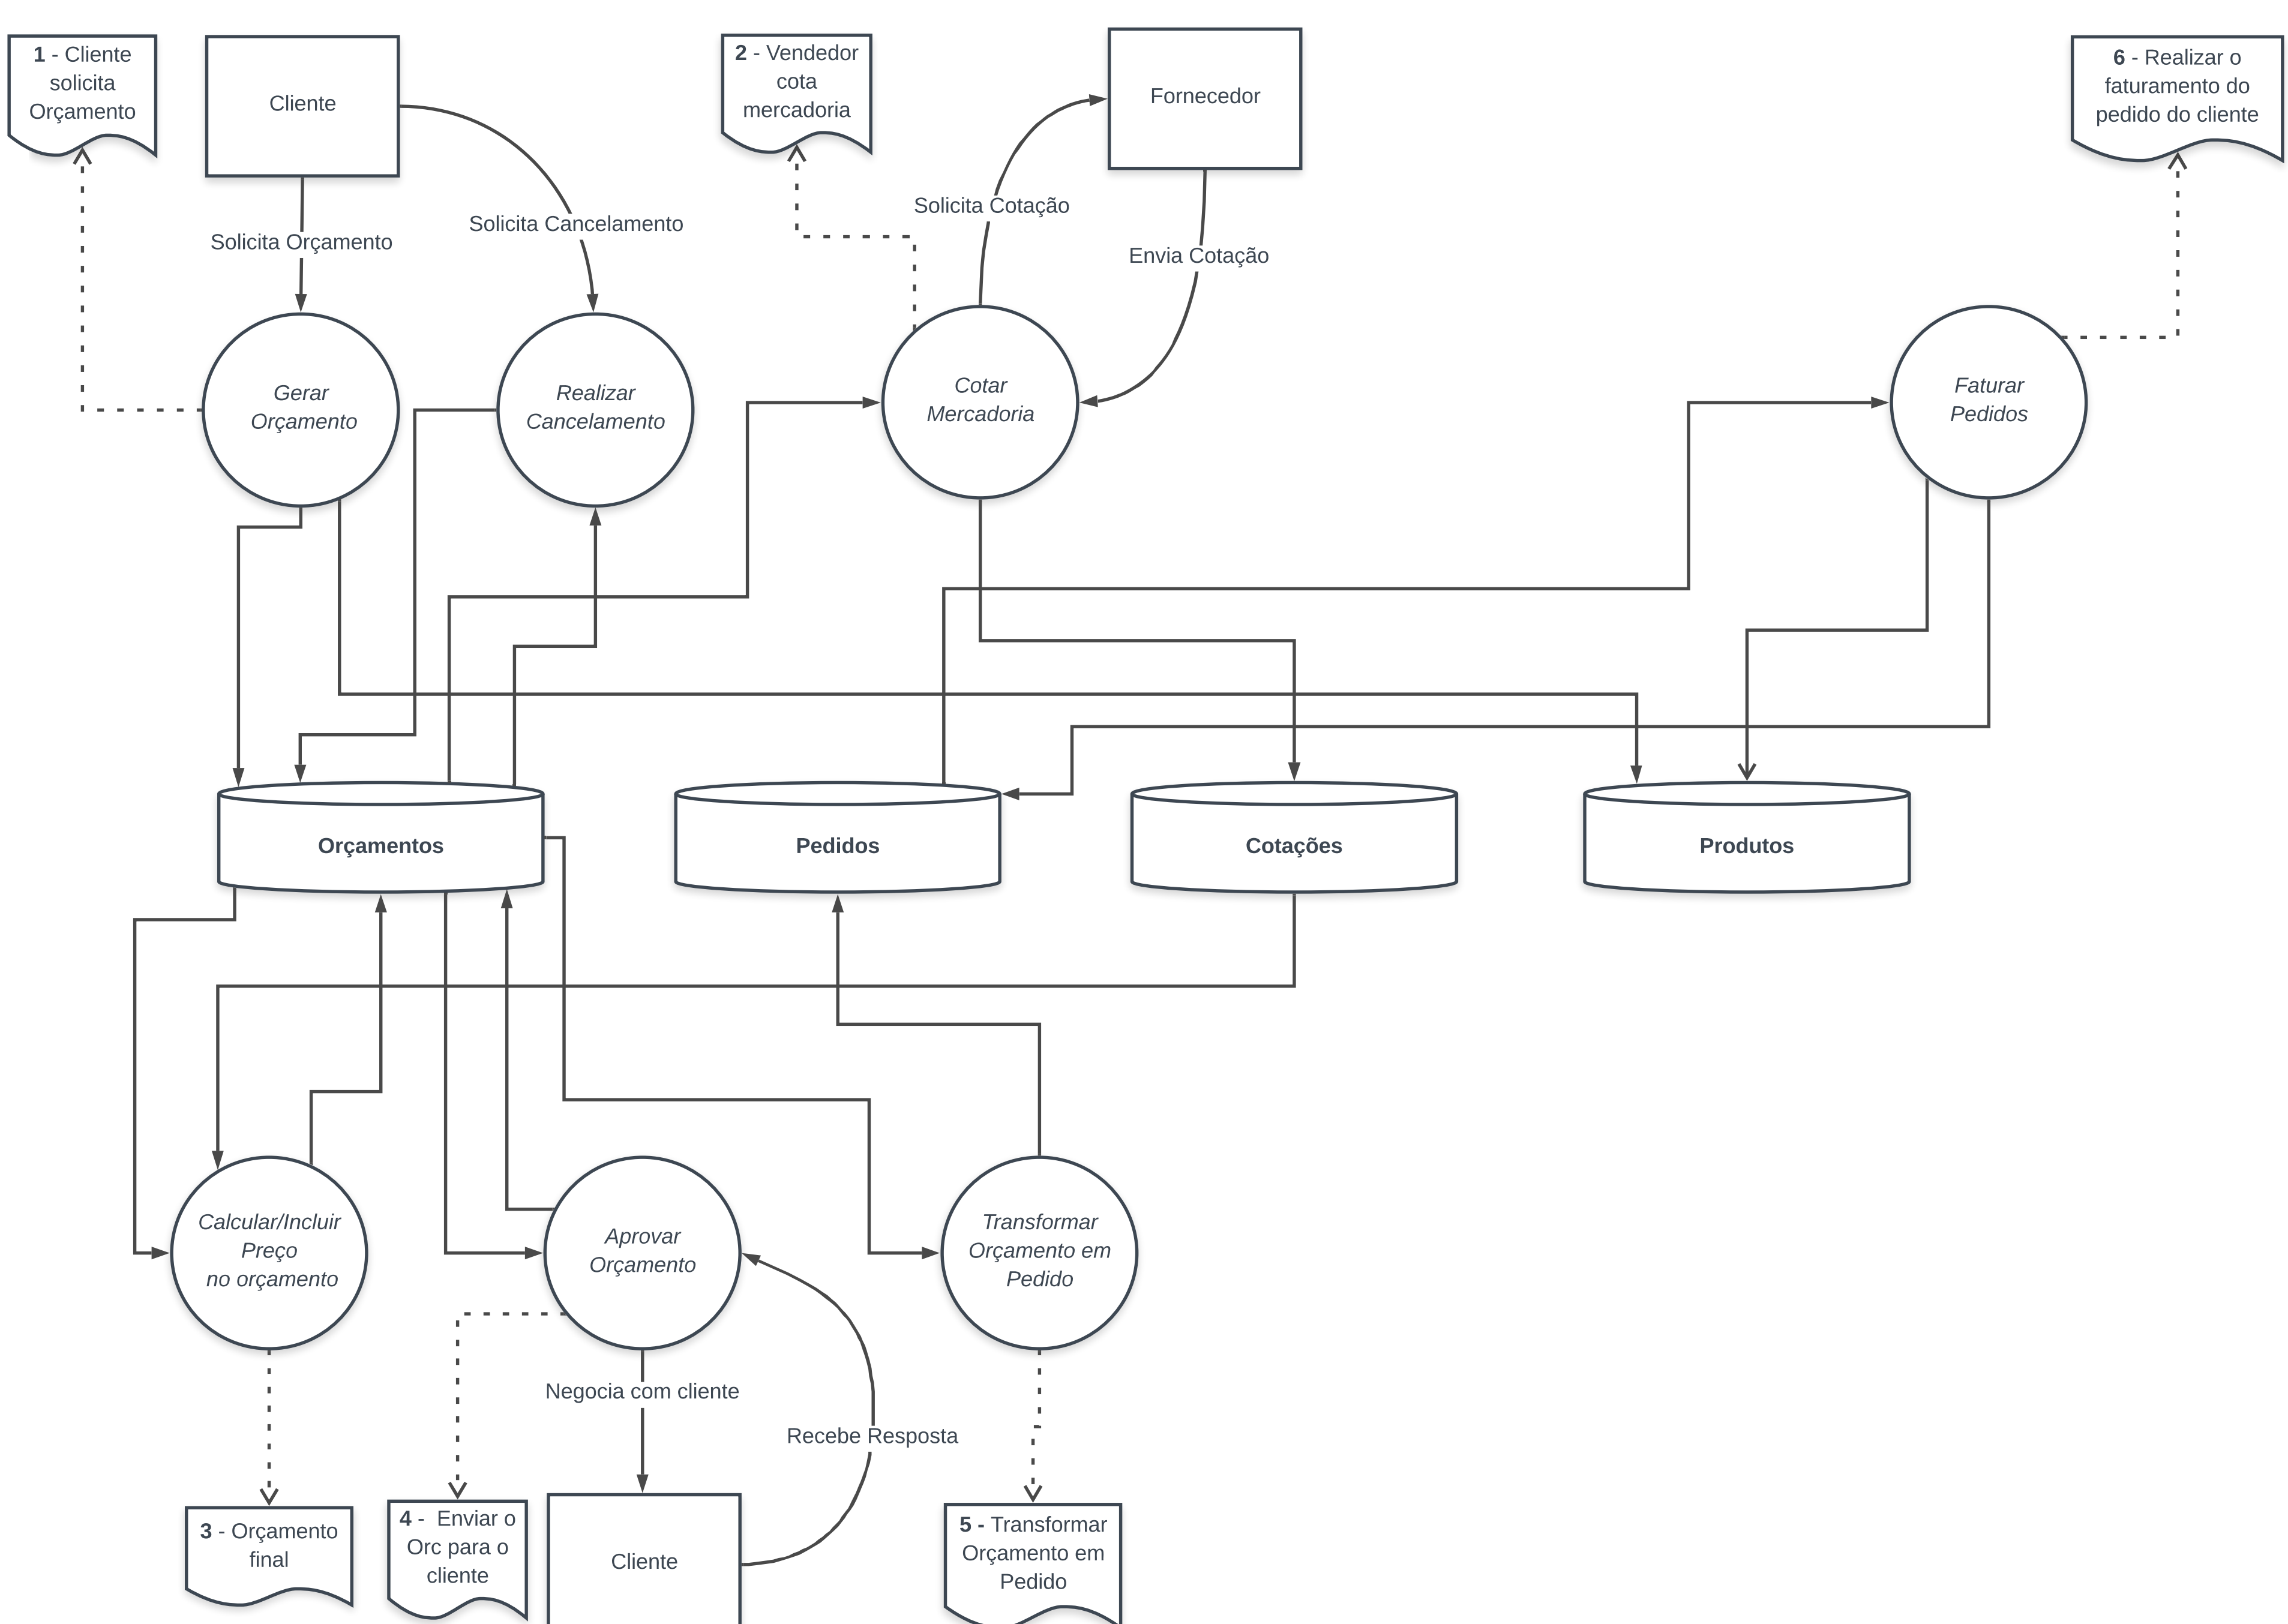 1 - Cliente
solicita
Orçamento
Cliente
2 - Vendedor
cota
mercadoria
Fornecedor
6 - Realizar o
faturamento do
pedido do cliente
Solicita Orçamento
Solicita Cancelamento
Solicita Cotação
Envia Cotação
Gerar
Orçamento
Realizar
Cancelamento
Cotar
Mercadoria
Faturar
Pedidos
Orçamentos
Pedidos
Cotações
Produtos
Calcular/Incluir
Preço
no orçamento
Aprovar
Orçamento
Transformar
Orçamento em
Pedido
Negocia com cliente
Recebe Resposta
3 - Orçamento
final
4 -  Enviar o
Orc para o
cliente
Cliente
5 - Transformar
Orçamento em
Pedido